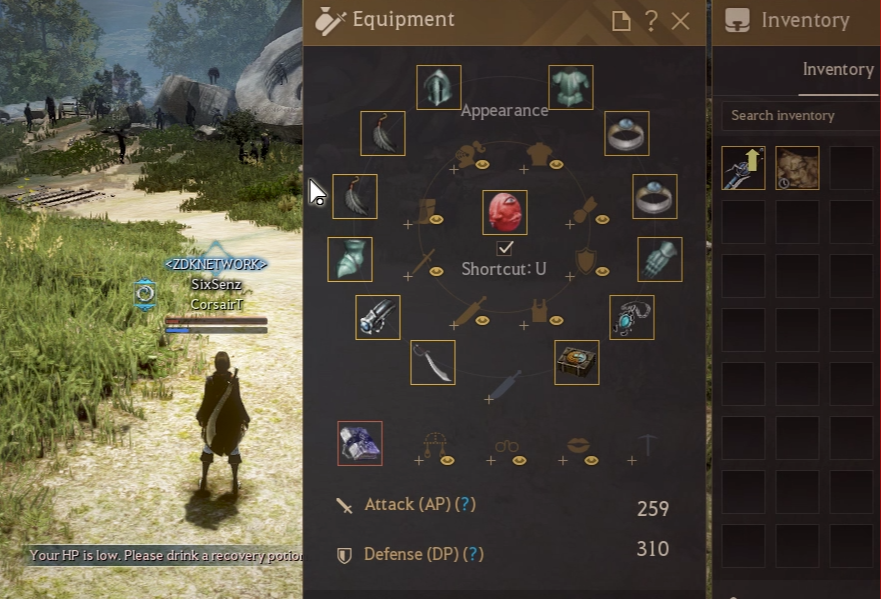 Equipment
?
Inventory
Inventory
Appearance
Search inventory
<ZDKNETWORK>
SixSenz
CorsairT
Shortcut: U
Attack (AP) (?)
259
Defense (DP) (?)
310
Your HP is low. Please drink a recovery potion